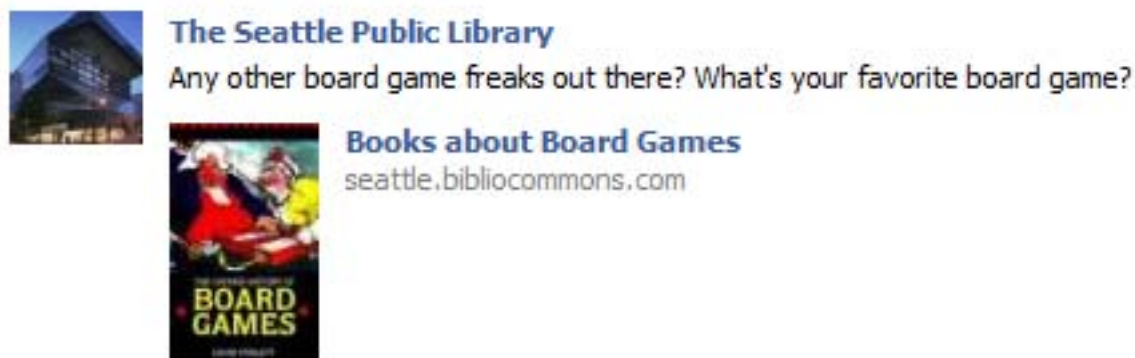 The Seattle Public Library
Any other board game freaks out there? What's your favorite board game?
Books about Board Games
seattle.bibliocommons.com
BOARD
GAMES